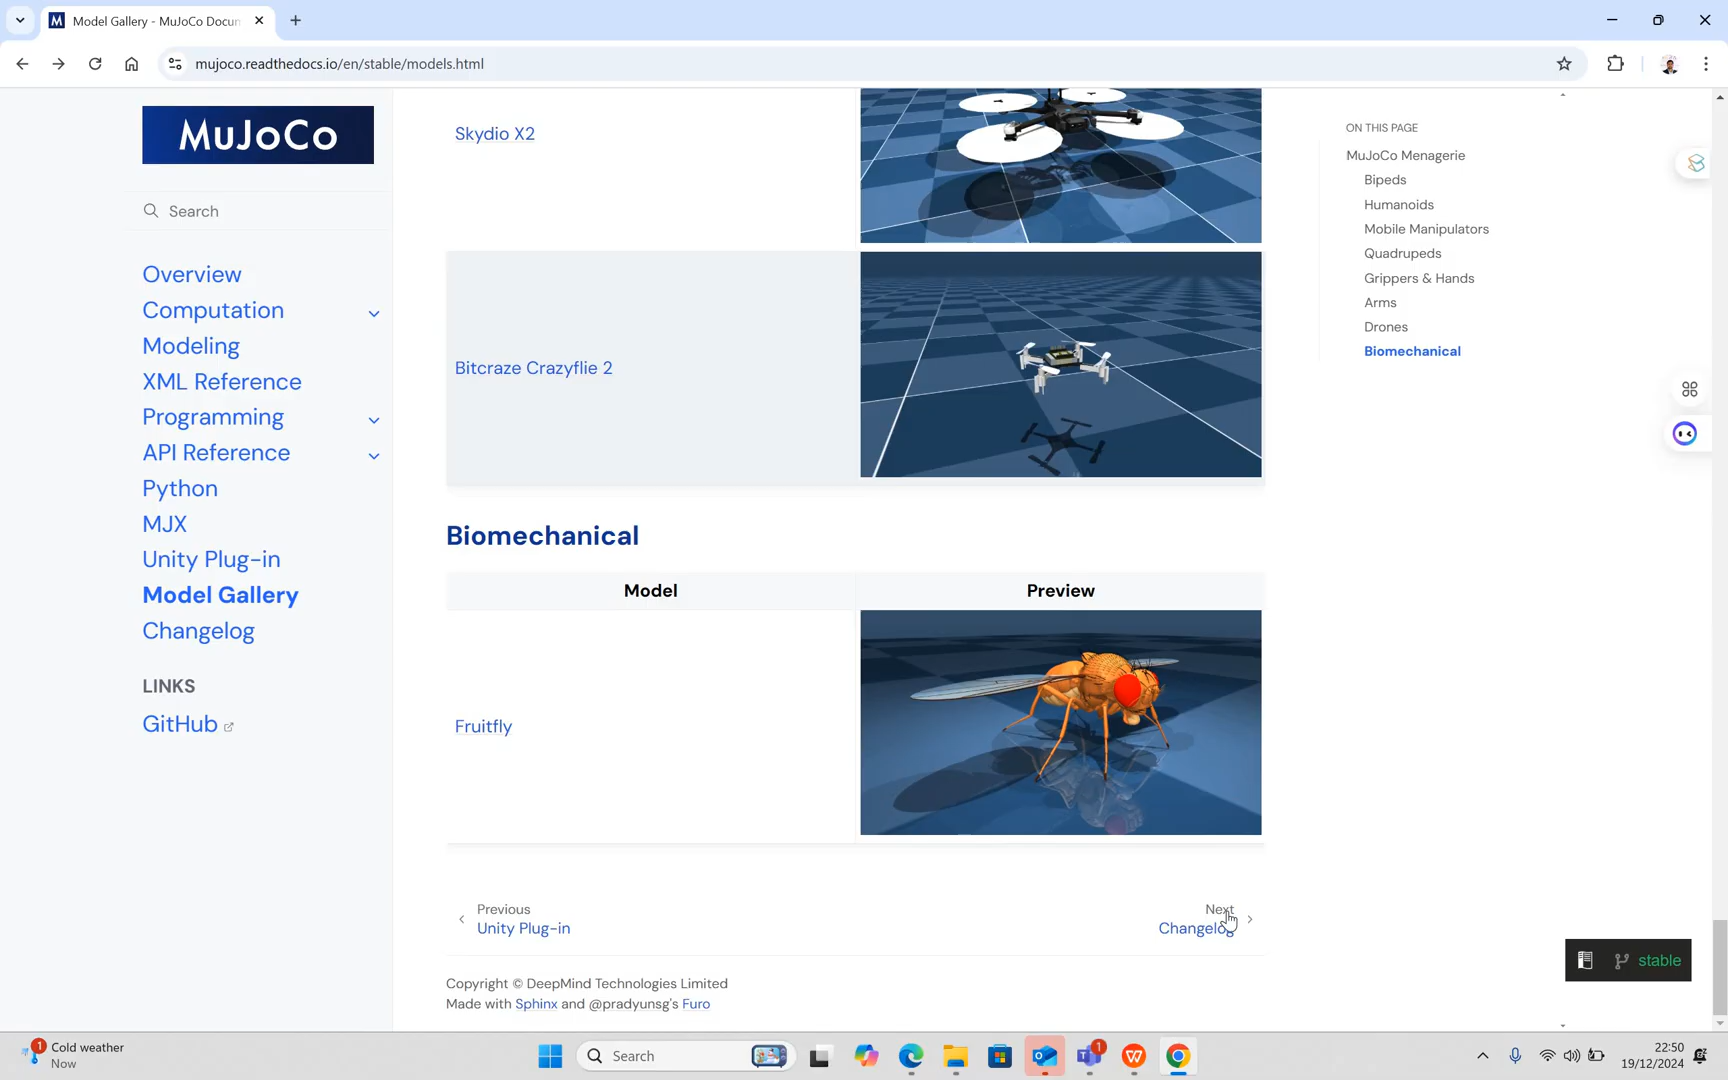 Model Gallery - MuJoCo Docum
mujoco.readthedocs.io/en/stable/models.html
MuJoCo
Search
Overview
Computation
Modeling
XML Reference
Programming
API Reference
Python
MJX
Unity Plug-in
Model Gallery
Changelog
LINKS
GitHub
Skydio X2
Bitcraze Crazyflie 2
Biomechanical
Model Preview
Fruitfly
Previous
Unity Plug-in
Next
Changelog
Copyright © DeepMind Technologies Limited
Made with Sphinx and @pradyunsg's Furo
ON THIS PAGE
MuJoCo Menagerie
Bipeds
Humanoids
Mobile Manipulators
Quadrupeds
Grippers & Hands
Arms
Drones
Biomechanical
stable
1
Cold weather
Now
Search
1
22:50
19/12/2024